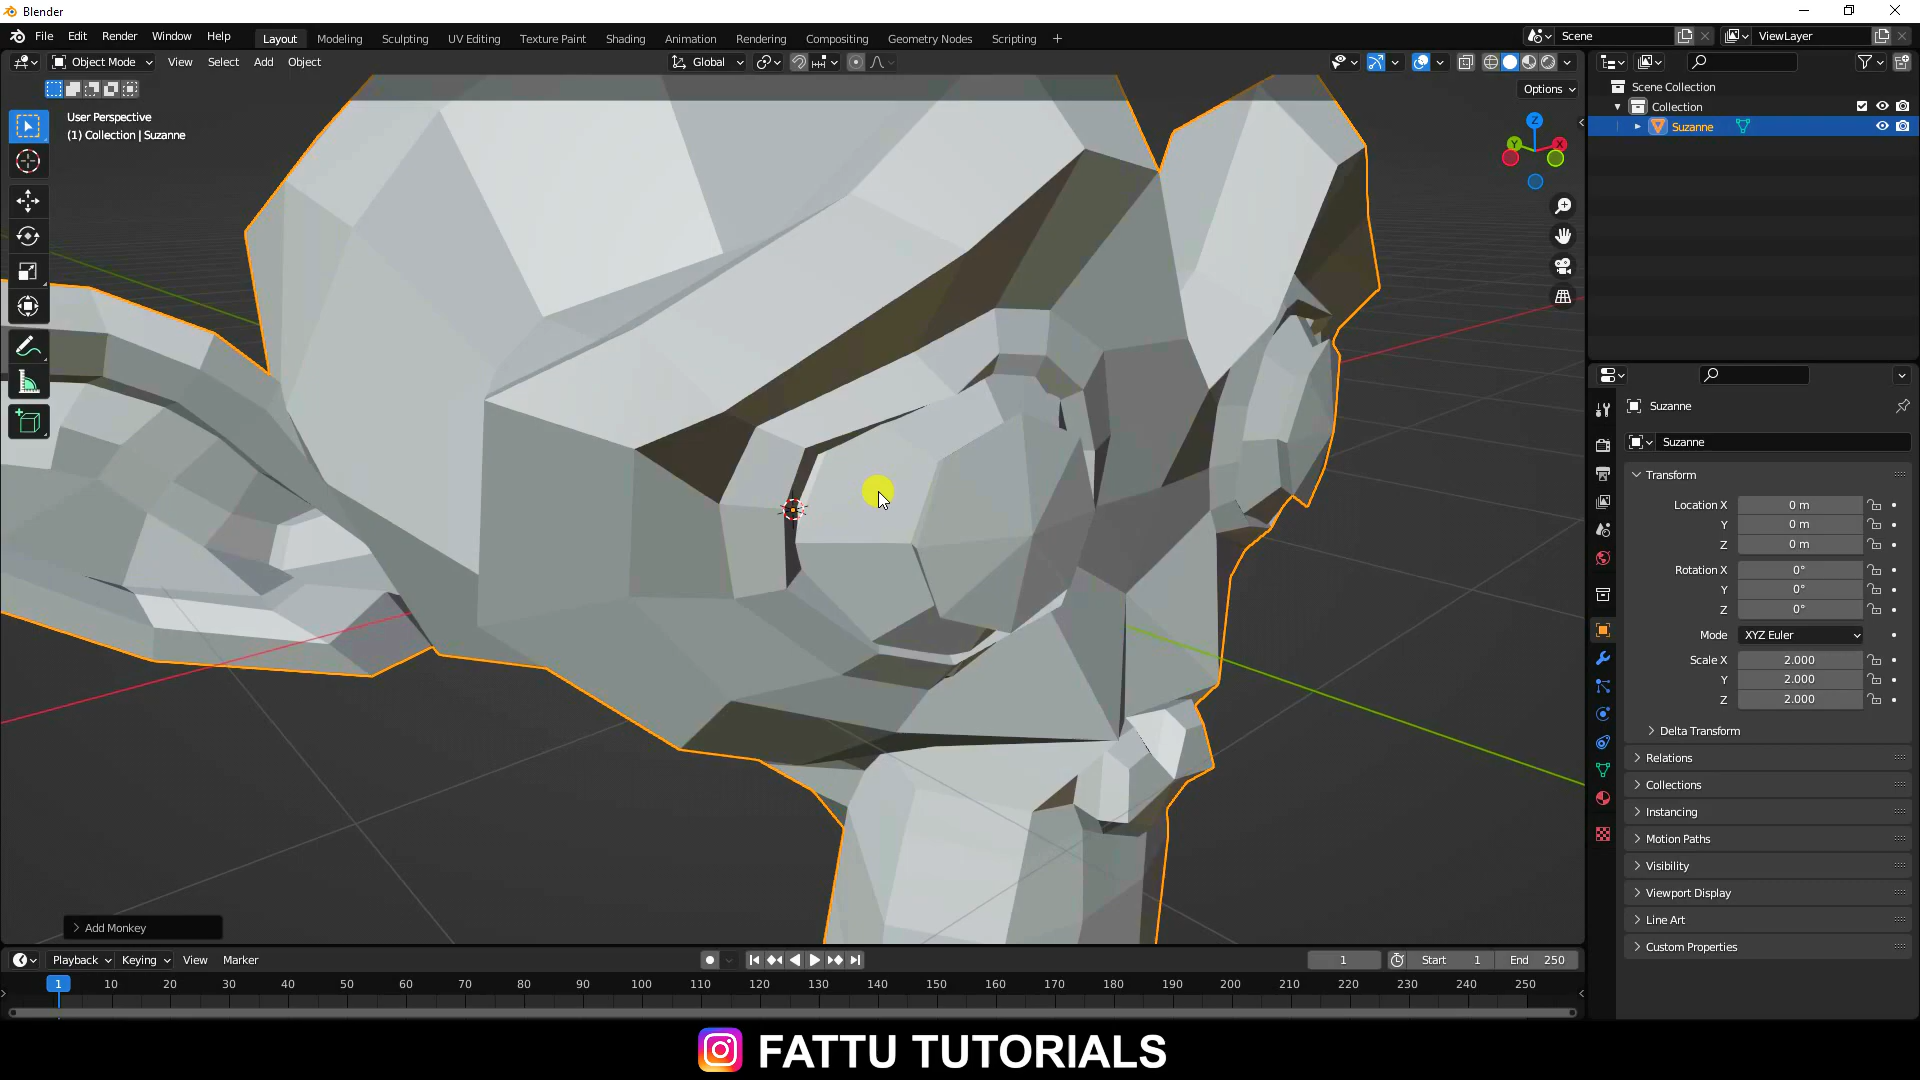 Blender
File Edit Render Window Help
Layout Modeling Sculpting UV Editing Texture Paint Shading Animation Rendering Compositing Geometry Nodes Scripting +
Scene
ViewLayer
Object Mode View Select Add Object
Global
Options
User Perspective
(1) Collection | Suzanne
Z
Y
X
Scene Collection
Collection
Suzanne
Suzanne
Suzanne
Transform
Location X 0 m
Y 0 m
Z 0 m
Rotation X 0°
Y 0°
Z 0°
Mode XYZ Euler
Scale X 2.000
Y 2.000
Z 2.000
Delta Transform
Relations
Collections
Instancing
Motion Paths
Visibility
Viewport Display
Line Art
Custom Properties
Add Monkey
Playback Keying View Marker
1 Start 1 End 250
1 10 20 30 40 50 60 70 80 90 100 110 120 130 140 150 160 170 180 190 200 210 220 230 240 250
FATTU TUTORIALS